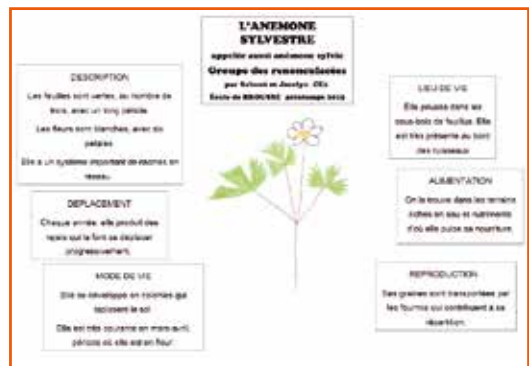 L'ANEMONE
SYLVESTRE
appelée aussi anémone sylvie
Groupe des renonculacées
par et Jocelyn
Ecole de printemps
DESCRIPTION
Les feuilles sont vertes, au nombre de
trois, avec un long pétiole
Les fleurs sont blanches, avec six
pétales
Elle a un système important de racines en
réseau
DEPLACEMENT
Chaque année, elle produit des
rejets qui la font se déplacer
progressivement.
MODE DE VIE
Elle se développe en colonies qui
tapissent le sol
Elle est très courante en mars-avril,
période où elle est en fleur
LIEU DE VIE
Elle pousse dans les
sous-bois de feuillus. Elle
est très présente au bord
des ruisseaux
ALIMENTATION
On la trouve dans les terrains
riches en eau et nutriments
d'où elle puise sa nourriture.
REPRODUCTION
Ses graines sont transportées par
les fourmis qui contribuent à sa
répartition.